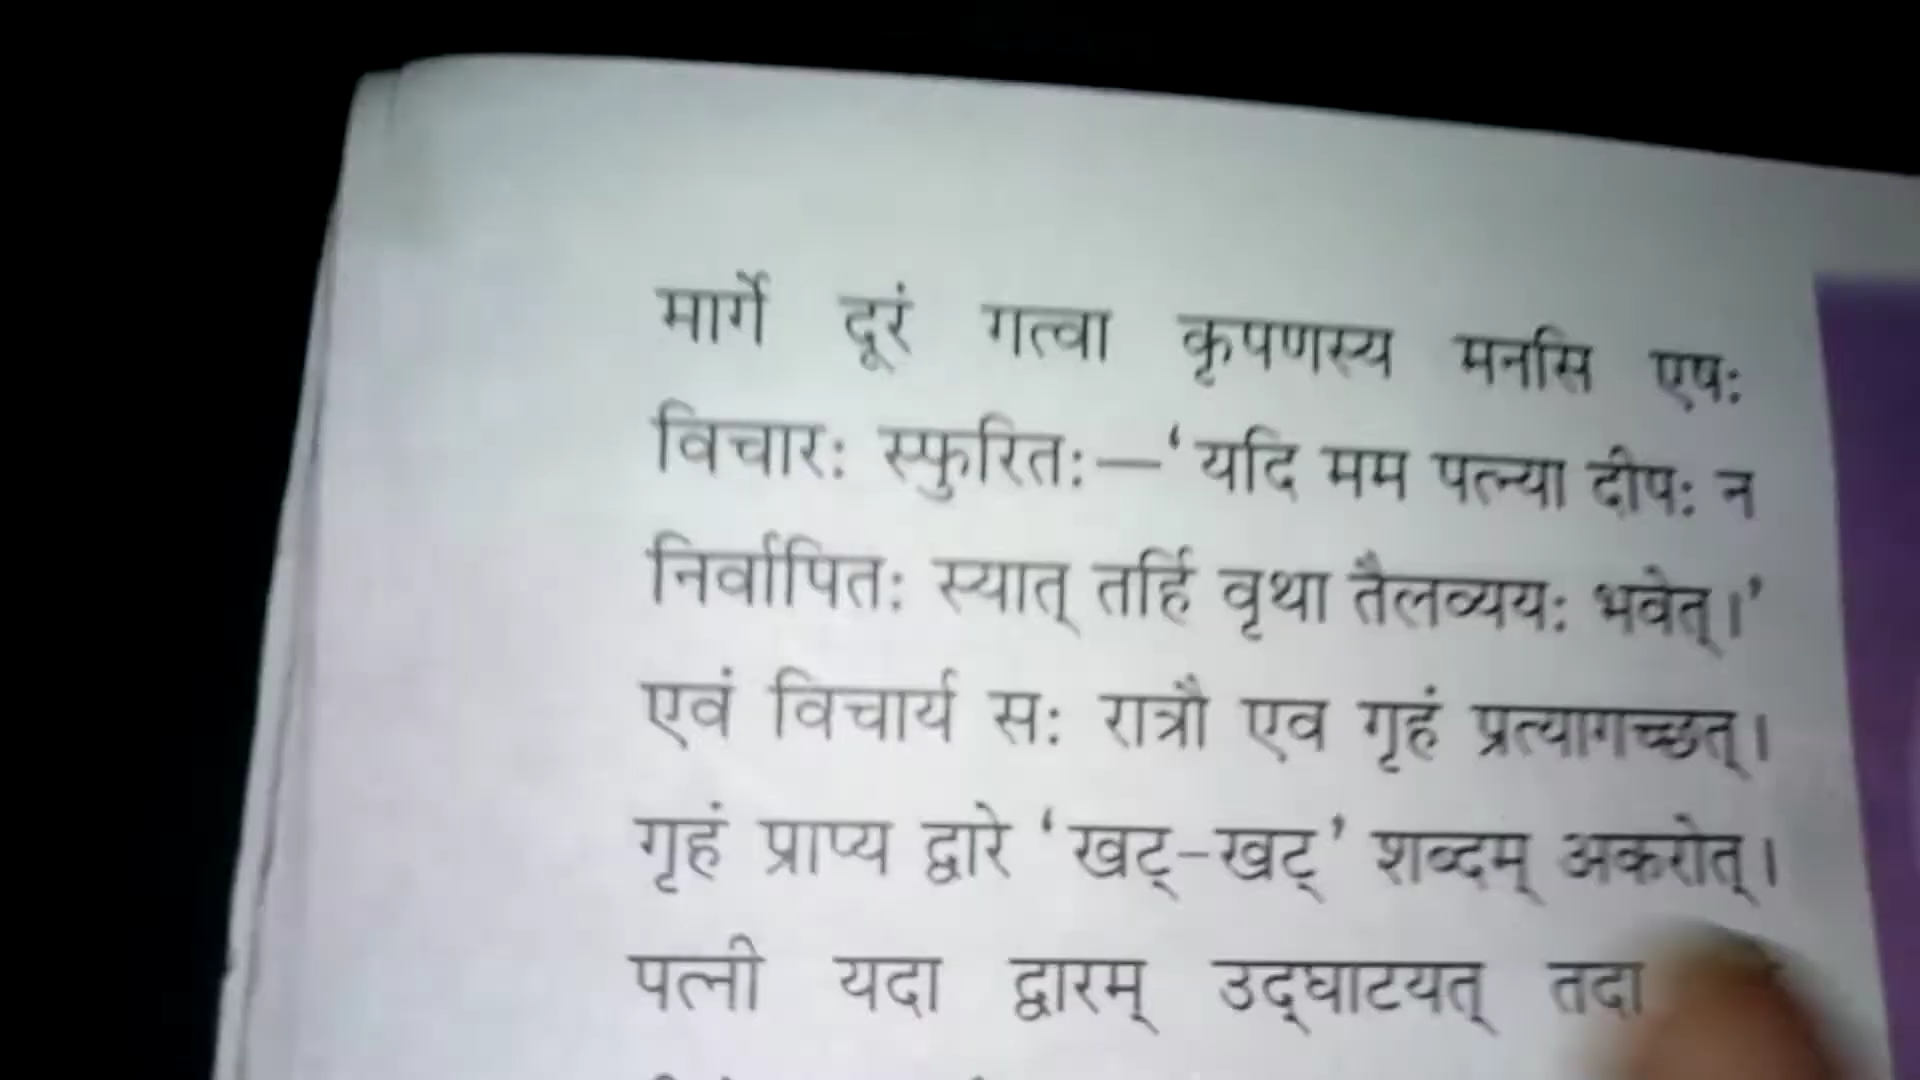 मार्गे दूरं गत्वा कृपणस्य मनसि एषः
विचारः स्फुरितः—‘यदि मम पत्न्या दीपः न
निर्वापितः स्यात् तर्हि वृथा तैलव्ययः भवेत्।’
एवं विचार्य सः रात्रौ एव गृहं प्रत्यागच्छत्।
गृहं प्राप्य द्वारे ‘खट्-खट्’ शब्दम् अकरोत्।
पत्नी यदा द्वारम् उद्घाटयत् तदा